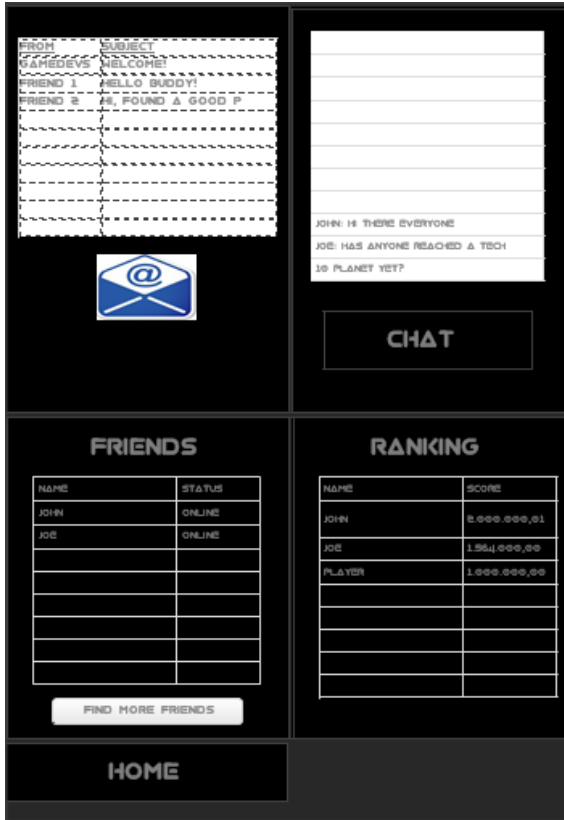 FROM SUBJECT
GAMEDEVS WELCOME!
FRIEND 1 HELLO BUDDY!
FRIEND 2 HI, FOUND A GOOD P
@
JOHN: HI THERE EVERYONE
JOE: HAS ANYONE REACHED A TECH
10 PLANET YET?
CHAT
FRIENDS
NAME STATUS
JOHN ONLINE
JOE ONLINE
FIND MORE FRIENDS
RANKING
NAME SCORE
JOHN 2.000.000,01
JOE 1.564.000,00
PLAYER 1.000.000,00
HOME